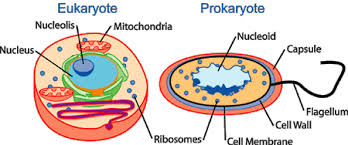 Eukaryote
Nucleolis
Mitochondria
Nucleus
Ribosomes
Prokaryote
Nucleoid
Capsule
Flagellum
Cell Wall
Cell Membrane